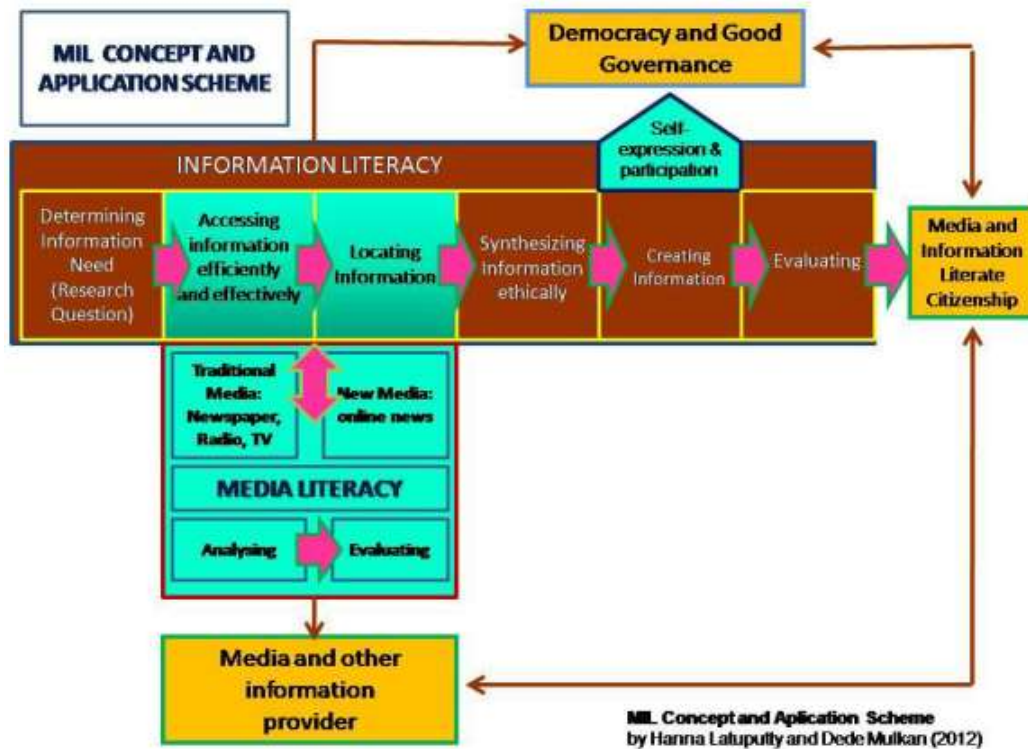 MIL CONCEPT AND
APPLICATION SCHEME
Democracy and Good
Governance
Self-
expression &
participation
INFORMATION LITERACY
Determining
Information
Need
(Research
Question)
Accessing
information
efficiently
and effectively
Locating
Information
Synthesizing
Information
ethically
Creating
Information
Evaluating
Media and
Information
Literate
Citizenship
Traditional
Media:
Newspaper,
Radio, TV
New Media:
online news
MEDIA LITERACY
Analysing
Evaluating
Media and other
information
provider
MIL Concept and Aplication Scheme
by Hanna Latuputty and Dede Mulkan (2012)